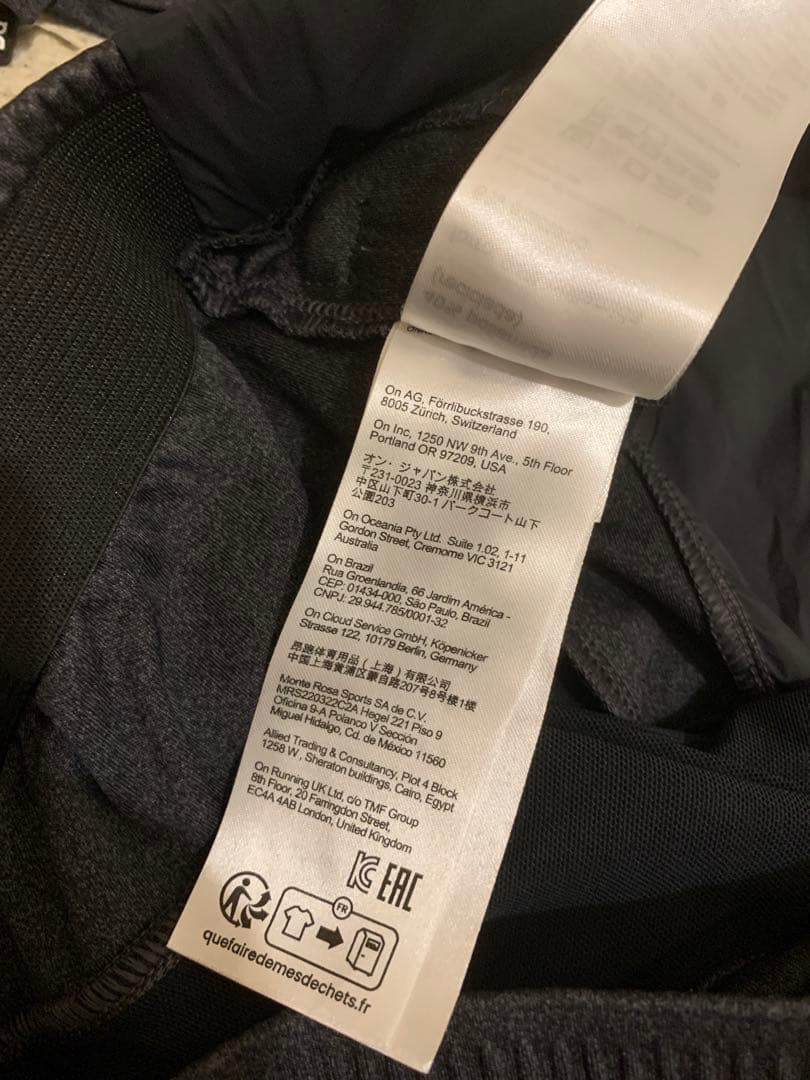 On AG, Förrlibuckstrasse 190,
8005 Zürich, Switzerland
On Inc, 1250 NW 9th Ave., 5th Floor
Portland OR 97209, USA
オン・ジャパン株式会社
〒231-0023 神奈川県横浜市
中区山下町30-1 パークコート山下
公園203
On Oceania Pty Ltd. Suite 1.02, 1-11
Gordon Street, Cremorne VIC 3121
Australia
On Brazil
Rua Groenlandia, 66 Jardim América -
CEP: 01434-000, São Paulo, Brazil
CNPJ: 29.944.785/0001-32
On Cloud Service GmbH, Köpenicker
Strasse 122, 10179 Berlin, Germany
昂跑体育用品（上海）有限公司
中国上海黄浦区蒙自路207号8号楼1楼
Monte Rosa Sports SA de C.V.
MRS220322C2A Hegel 221 Piso 9
Oficina 9-A Polanco V Sección
Miguel Hidalgo, Cd. de México 11560
Allied Trading & Consultancy, Plot 4 Block
1258 W , Sheraton buildings, Cairo, Egypt
On Running UK Ltd, c/o TMF Group
8th Floor, 20 Farringdon Street,
EC4A 4AB London, United Kingdom
KC EAC
FR
quefairedemesdechets.fr